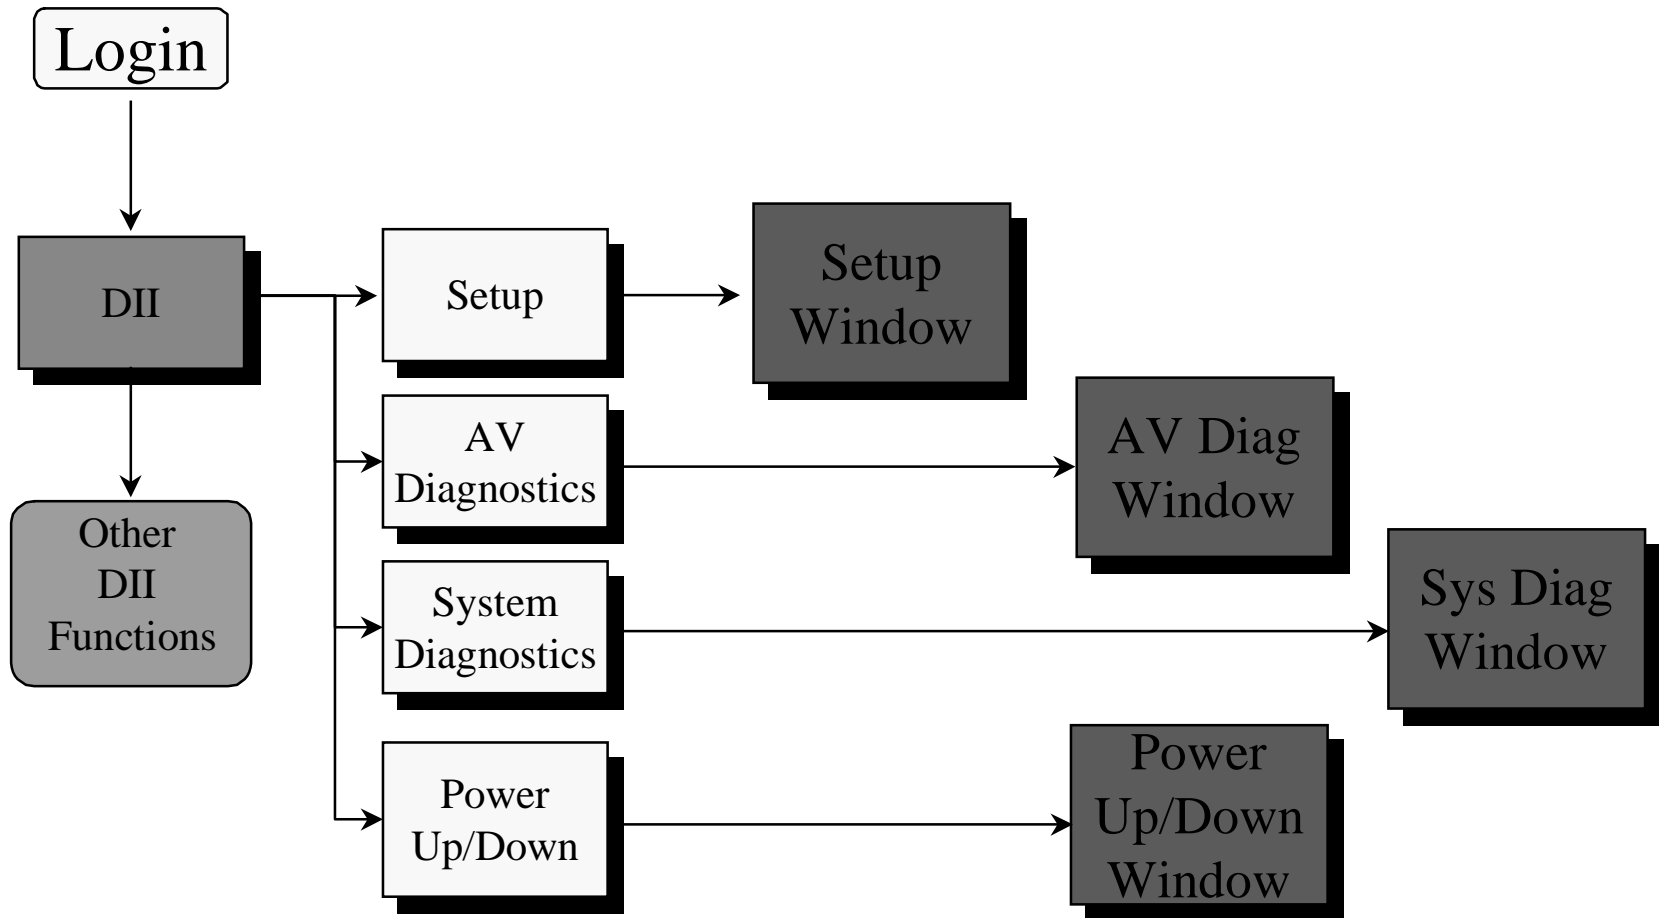 Login
DII
Setup
Setup
Window
AV
Diagnostics
AV Diag
Window
Other
DII
Functions
System
Diagnostics
Sys Diag
Window
Power
Up/Down
Power
Up/Down
Window